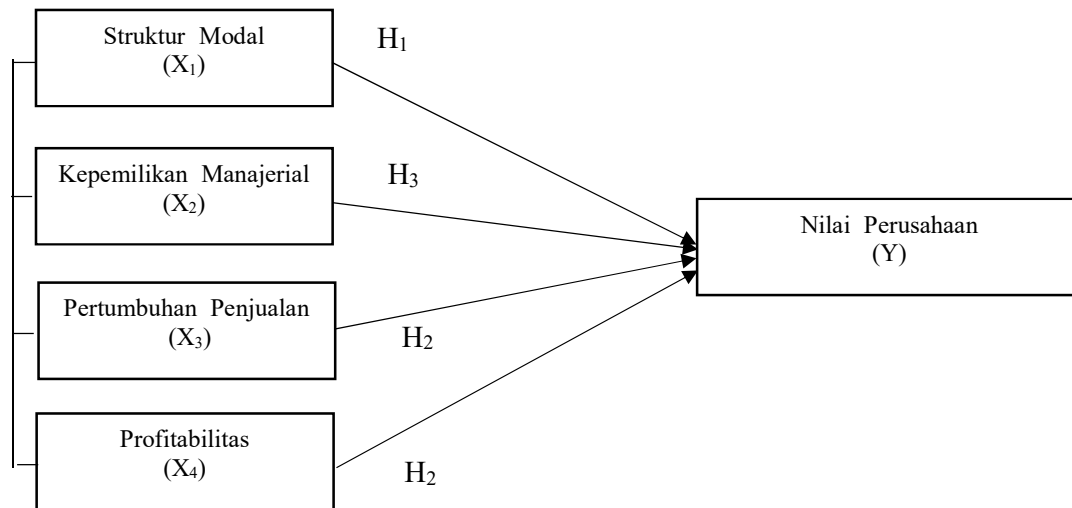 Struktur Modal
(X₁)
H₁
Kepemilikan Manajerial
(X₂)
H₃
Nilai Perusahaan
(Y)
Pertumbuhan Penjualan
(X₃)
H₂
Profitabilitas
(X₄)
H₂